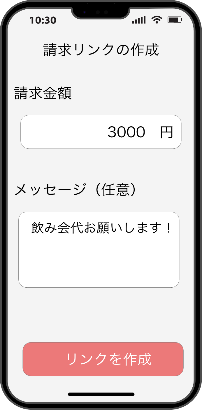 10:30
請求リンクの作成
請求金額
3000 円
メッセージ（任意）
飲み会代お願いします！
リンクを作成